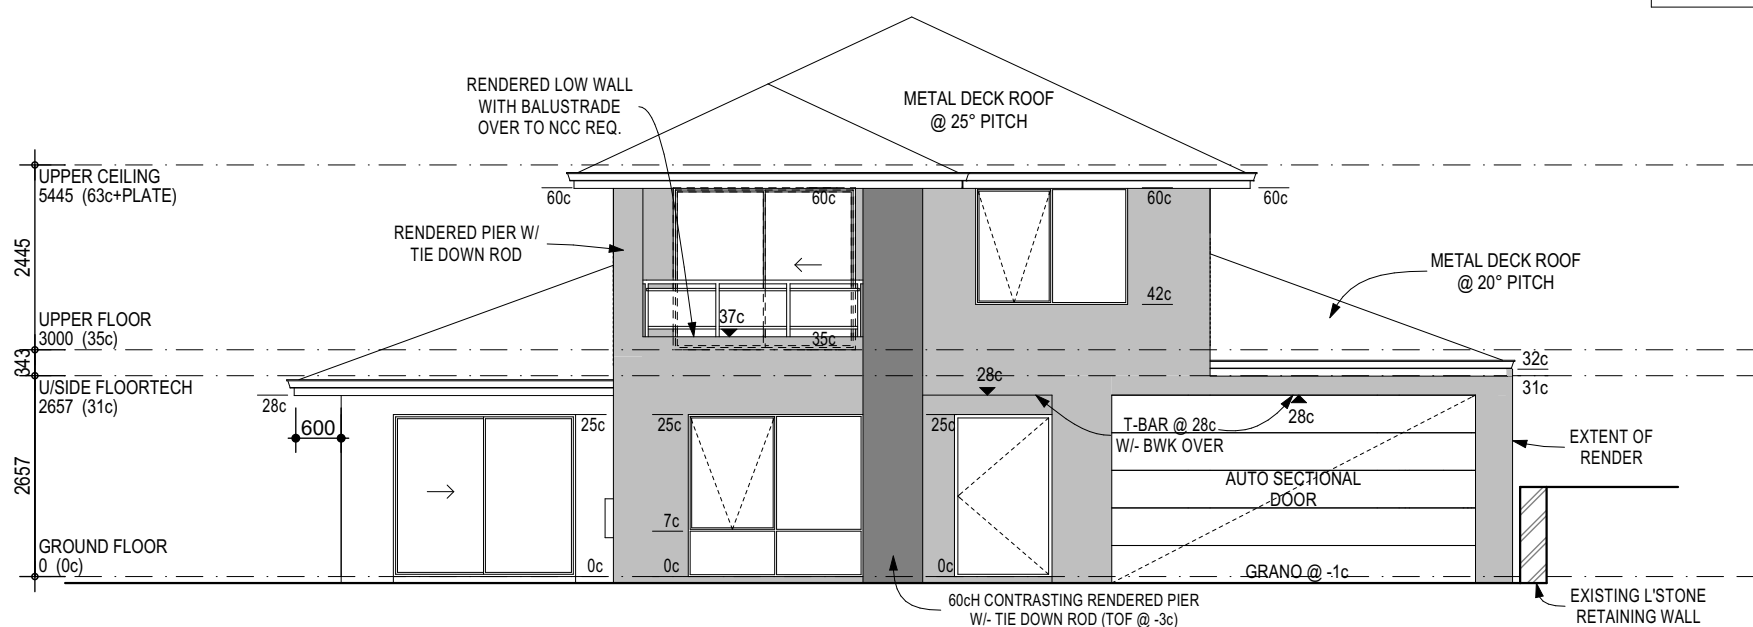 RENDERED LOW WALL
WITH BALUSTRADE
OVER TO NCC REQ.
METAL DECK ROOF
@ 25° PITCH
UPPER CEILING
5445 (63c+PLATE)
60c
60c
60c
60c
RENDERED PIER W/
TIE DOWN ROD
2445
METAL DECK ROOF
@ 20° PITCH
42c
UPPER FLOOR
3000 (35c)
37c
35c
343
32c
U/SIDE FLOORTECH
2657 (31c)
28c
31c
28c
600
25c
25c
25c
T-BAR @ 28c
W/- BWK OVER
28c
EXTENT OF
RENDER
2657
AUTO SECTIONAL
DOOR
7c
GROUND FLOOR
0 (0c)
0c
0c
0c
GRANO @ -1c
60cH CONTRASTING RENDERED PIER
W/- TIE DOWN ROD (TOF @ -3c)
EXISTING L'STONE
RETAINING WALL